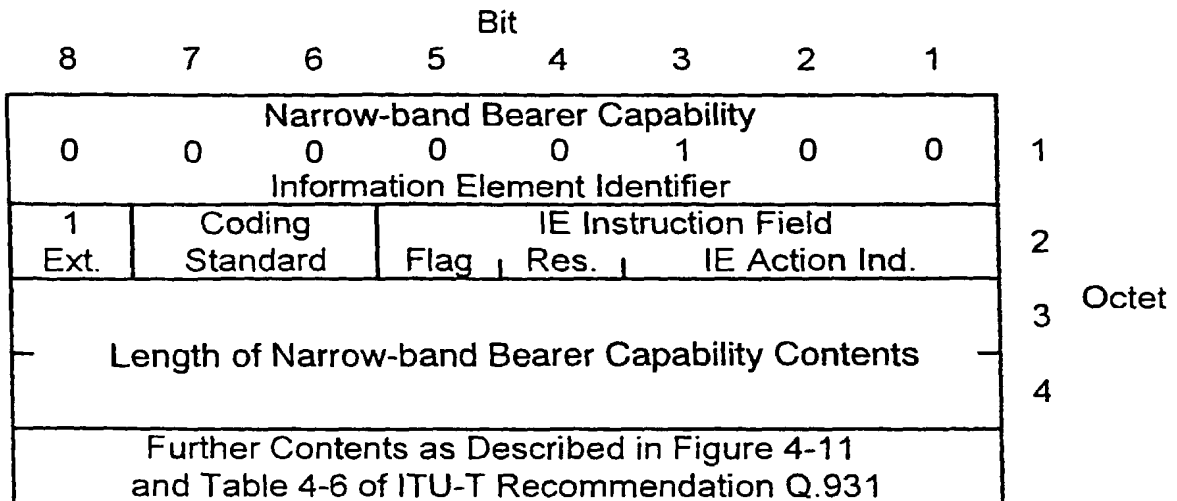 Bit
8 7 6 5 4 3 2 1
Narrow-band Bearer Capability
0 0 0 0 0 1 0 0 1
Information Element Identifier
1 Coding IE Instruction Field
Ext. Standard Flag Res. IE Action Ind. 2
3 Octet
Length of Narrow-band Bearer Capability Contents
4
Further Contents as Described in Figure 4-11
and Table 4-6 of ITU-T Recommendation Q.931